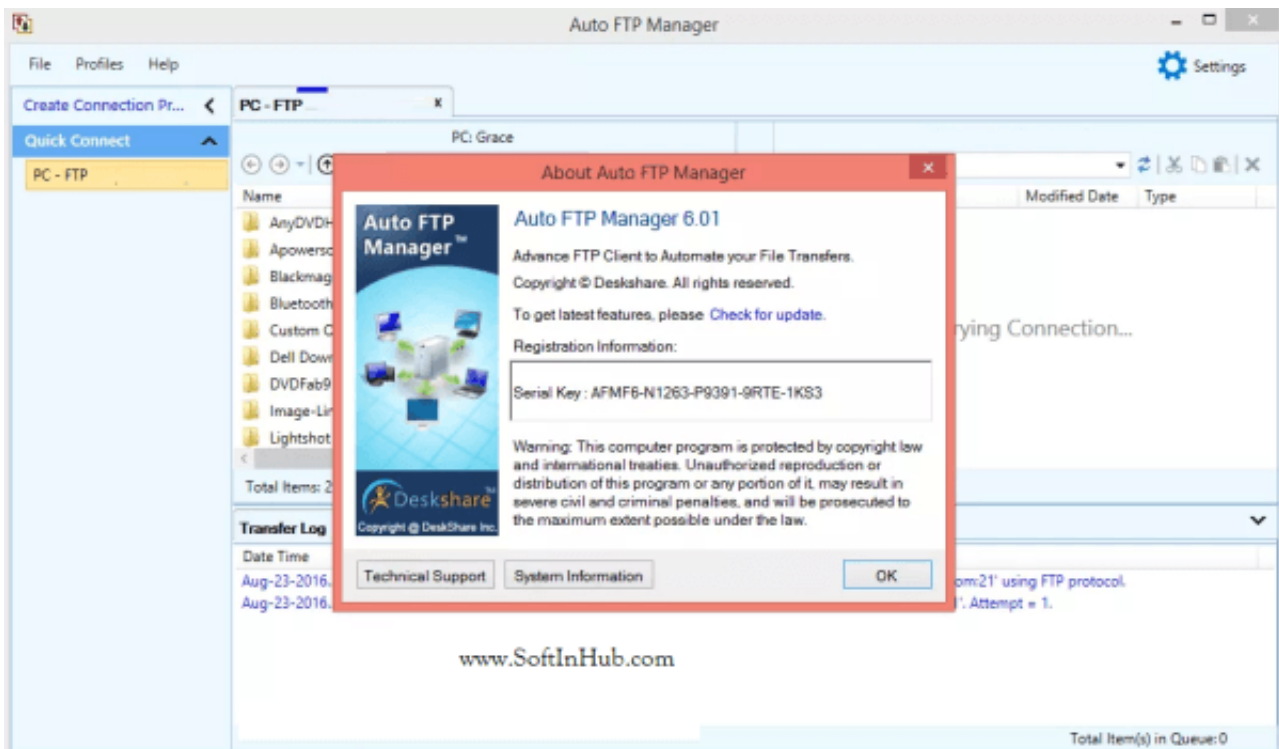 Auto FTP Manager
File Profiles Help
Settings
Create Connection Pr...
PC - FTP
Quick Connect
PC: Grace
PC - FTP
About Auto FTP Manager
Name
Modified Date Type
AnyDVDH
Apowersc
Blackmag
Bluetooth
Custom C
Dell Down
DVDFab9
Image-Lin
Lightshot
Total Items: 2
Auto FTP
Manager™
Deskshare™
Copyright @ DeskShare Inc.
Auto FTP Manager 6.01
Advance FTP Client to Automate your File Transfers.
Copyright © Deskshare. All rights reserved.
To get latest features, please Check for update.
Registration Information:
Serial Key : AFMF6-N1263-P9391-9RTE-1KS3
Warning: This computer program is protected by copyright law
and international treaties. Unauthorized reproduction or
distribution of this program or any portion of it, may result in
severe civil and criminal penalties, and will be prosecuted to
the maximum extent possible under the law.
Technical Support System Information OK
rying Connection...
Transfer Log
Date Time
Aug-23-2016. om:21' using FTP protocol.
Aug-23-2016. '. Attempt = 1.
www.SoftInHub.com
Total Item(s) in Queue: 0